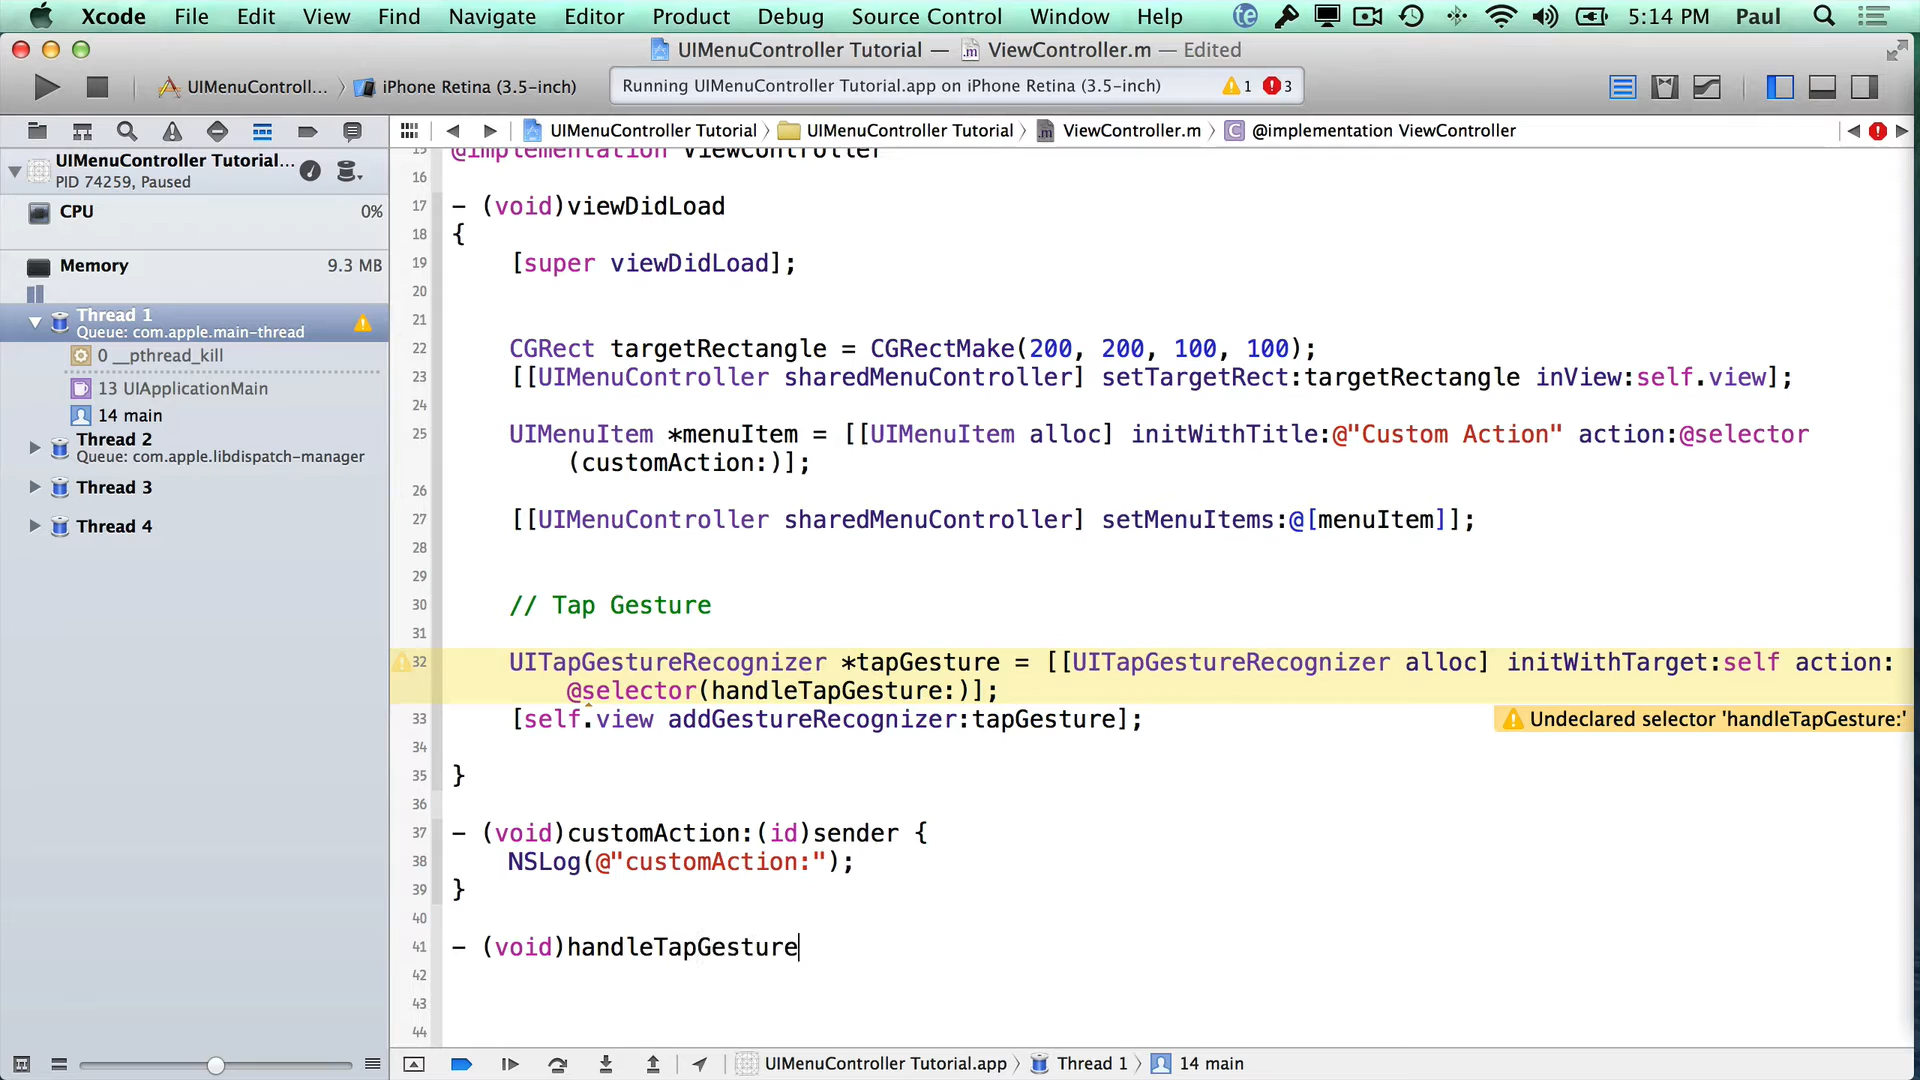 Xcode File Edit View Find Navigate Editor Product Debug Source Control Window Help te 5:14 PM Paul
UIMenuController Tutorial — ViewController.m — Edited
UIMenuControll... iPhone Retina (3.5-inch) Running UIMenuController Tutorial.app on iPhone Retina (3.5-inch) 1 3
UIMenuController Tutorial UIMenuController Tutorial ViewController.m @implementation ViewController
UIMenuController Tutorial...
PID 74259, Paused
CPU 0%
Memory 9.3 MB
Thread 1
Queue: com.apple.main-thread
0 __pthread_kill
13 UIApplicationMain
14 main
Thread 2
Queue: com.apple.libdispatch-manager
Thread 3
Thread 4
15 @implementation ViewController
16
17 - (void)viewDidLoad
18 {
19 [super viewDidLoad];
20
21
22 CGRect targetRectangle = CGRectMake(200, 200, 100, 100);
23 [[UIMenuController sharedMenuController] setTargetRect:targetRectangle inView:self.view];
24
25 UIMenuItem *menuItem = [[UIMenuItem alloc] initWithTitle:@"Custom Action" action:@selector
(customAction:)];
26
27 [[UIMenuController sharedMenuController] setMenuItems:@[menuItem]];
28
29
30 // Tap Gesture
31
32 UITapGestureRecognizer *tapGesture = [[UITapGestureRecognizer alloc] initWithTarget:self action:
@selector(handleTapGesture:)];
33 [self.view addGestureRecognizer:tapGesture]; Undeclared selector 'handleTapGesture:'
34
35 }
36
37 - (void)customAction:(id)sender {
38 NSLog(@"customAction:");
39 }
40
41 - (void)handleTapGesture
42
43
44
UIMenuController Tutorial.app Thread 1 14 main